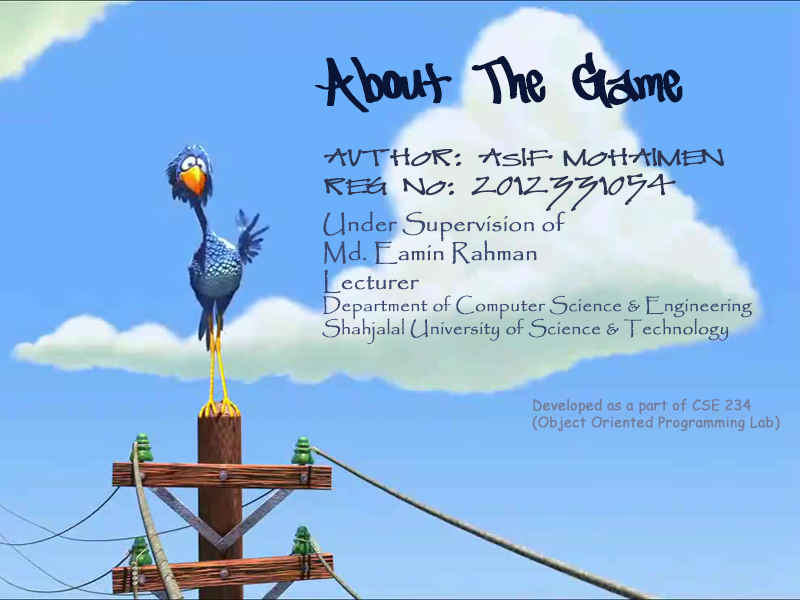 About The Game
AUTHOR: ASIF MOHAIMEN
REG NO: 2012331054
Under Supervision of
Md. Eamin Rahman
Lecturer
Department of Computer Science & Engineering
Shahjalal University of Science & Technology
Developed as a part of CSE 234
(Object Oriented Programming Lab)